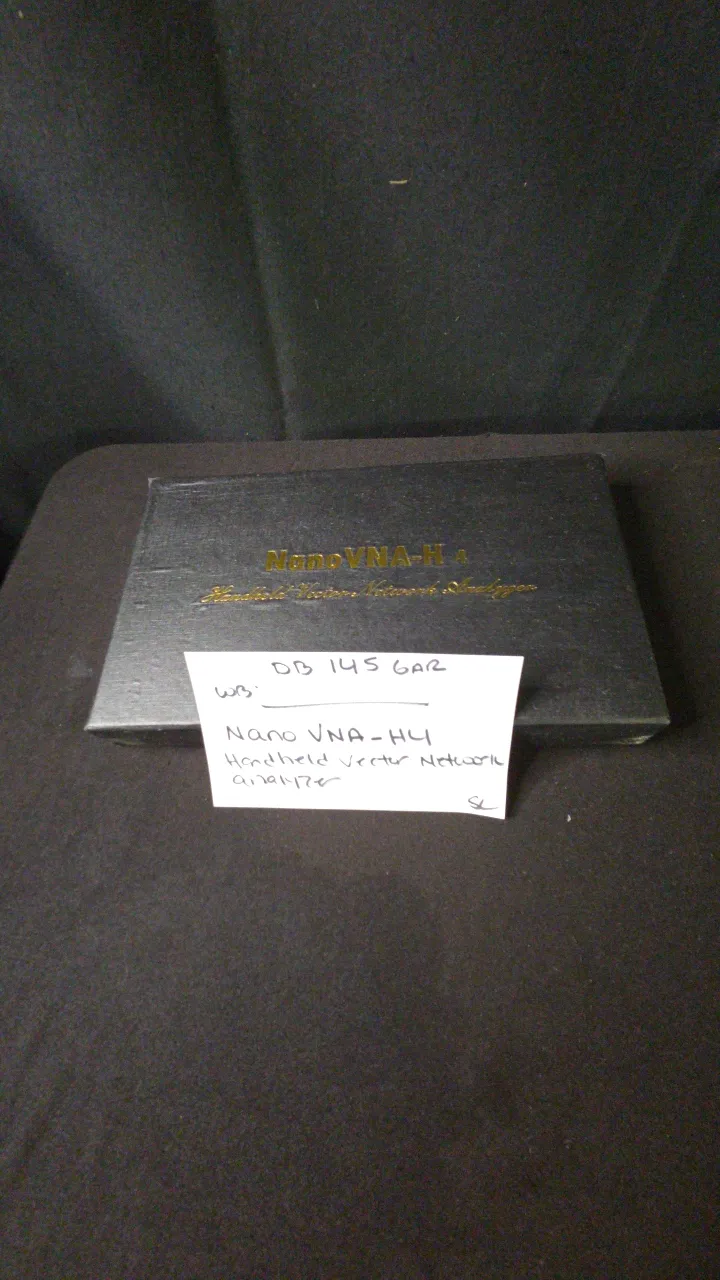 NanoVNA-H 4
Handheld Vector Network Analyzer
DB 145 GAR
WB:
Nano VNA-H4
Handheld Vector Network
analyzer
SL